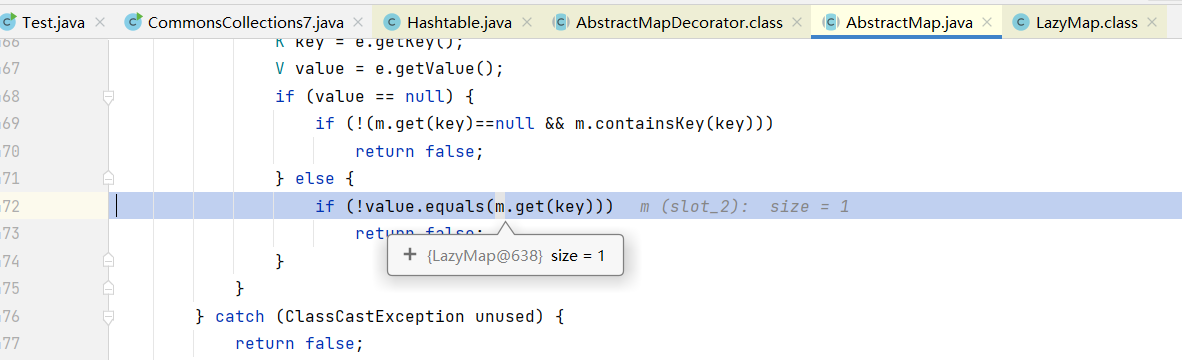 Test.java CommonsCollections7.java Hashtable.java AbstractMapDecorator.class AbstractMap.java LazyMap.class
66 K key = e.getKey();
67 V value = e.getValue();
68 if (value == null) {
69 if (!(m.get(key)==null && m.containsKey(key)))
70 return false;
71 } else {
72 if (!value.equals(m.get(key))) m (slot_2): size = 1
73 return false;
{LazyMap@638} size = 1
74 }
75 }
76 } catch (ClassCastException unused) {
77 return false;